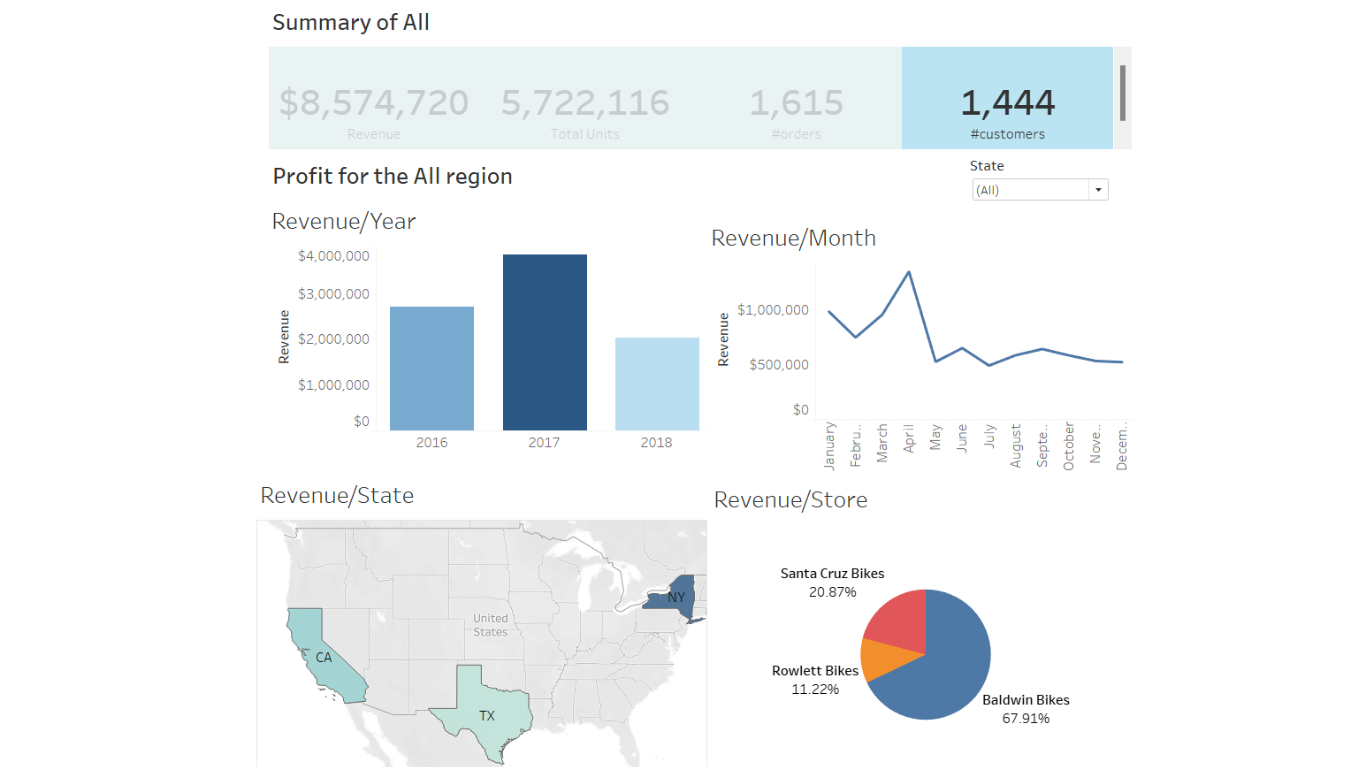 Summary of All
$8,574,720 5,722,116 1,615 1,444
Revenue Total Units #orders #customers
State
(All)
Profit for the All region
Revenue/Year
$4,000,000
$3,000,000
$2,000,000
$1,000,000
$0
Revenue
2016 2017 2018
Revenue/Month
$1,000,000
$500,000
$0
Revenue
January
Febru..
March
April
May
June
July
August
Septe..
October
Nove..
Decem..
Revenue/State
United
States
NY
CA
TX
Revenue/Store
Santa Cruz Bikes
20.87%
Rowlett Bikes
11.22%
Baldwin Bikes
67.91%